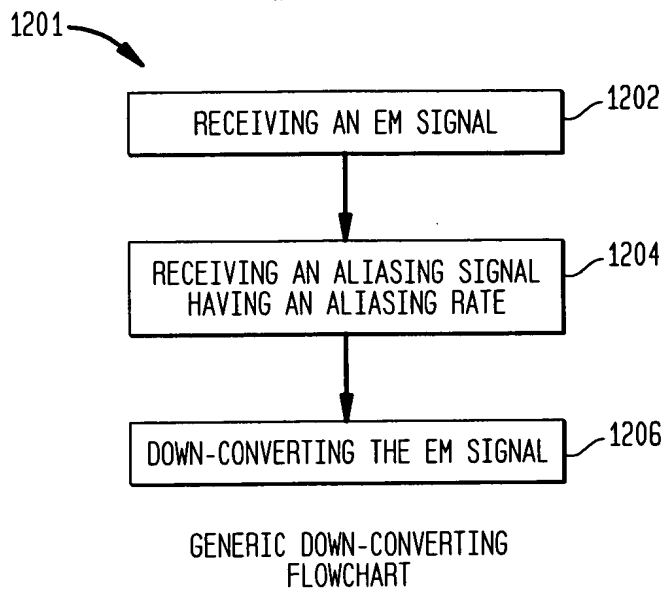 1201
RECEIVING AN EM SIGNAL
1202
RECEIVING AN ALIASING SIGNAL
HAVING AN ALIASING RATE
1204
DOWN-CONVERTING THE EM SIGNAL
1206
GENERIC DOWN-CONVERTING
FLOWCHART